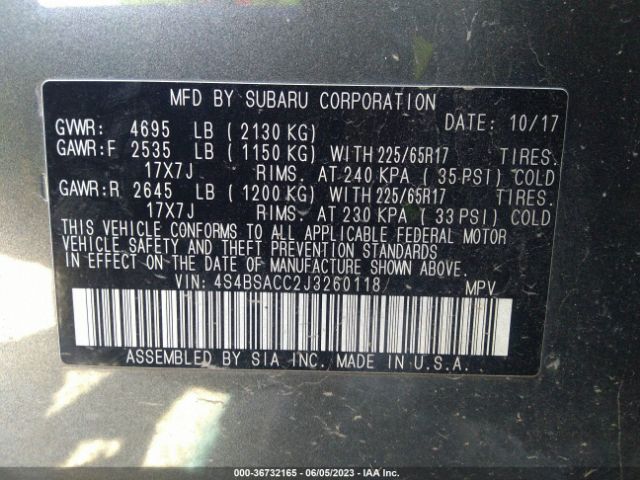 MFD BY SUBARU CORPORATION
GVWR: 4695 LB (2130 KG) DATE: 10/17
GAWR:F 2535 LB (1150 KG) WITH 225/65R17 TIRES.
17X7J RIMS. AT 240 KPA (35 PSI) COLD
GAWR:R 2645 LB (1200 KG) WITH 225/65R17 TIRES.
17X7J RIMS. AT 230 KPA (33 PSI) COLD
THIS VEHICLE CONFORMS TO ALL APPLICABLE FEDERAL MOTOR
VEHICLE SAFETY AND THEFT PREVENTION STANDARDS
IN EFFECT ON THE DATE OF MANUFACTURE SHOWN ABOVE.
VIN: 4S4BSACC2J3260118 MPV
ASSEMBLED BY SIA INC. MADE IN U.S.A.
000-36732165 - 06/05/2023 - IAA Inc.